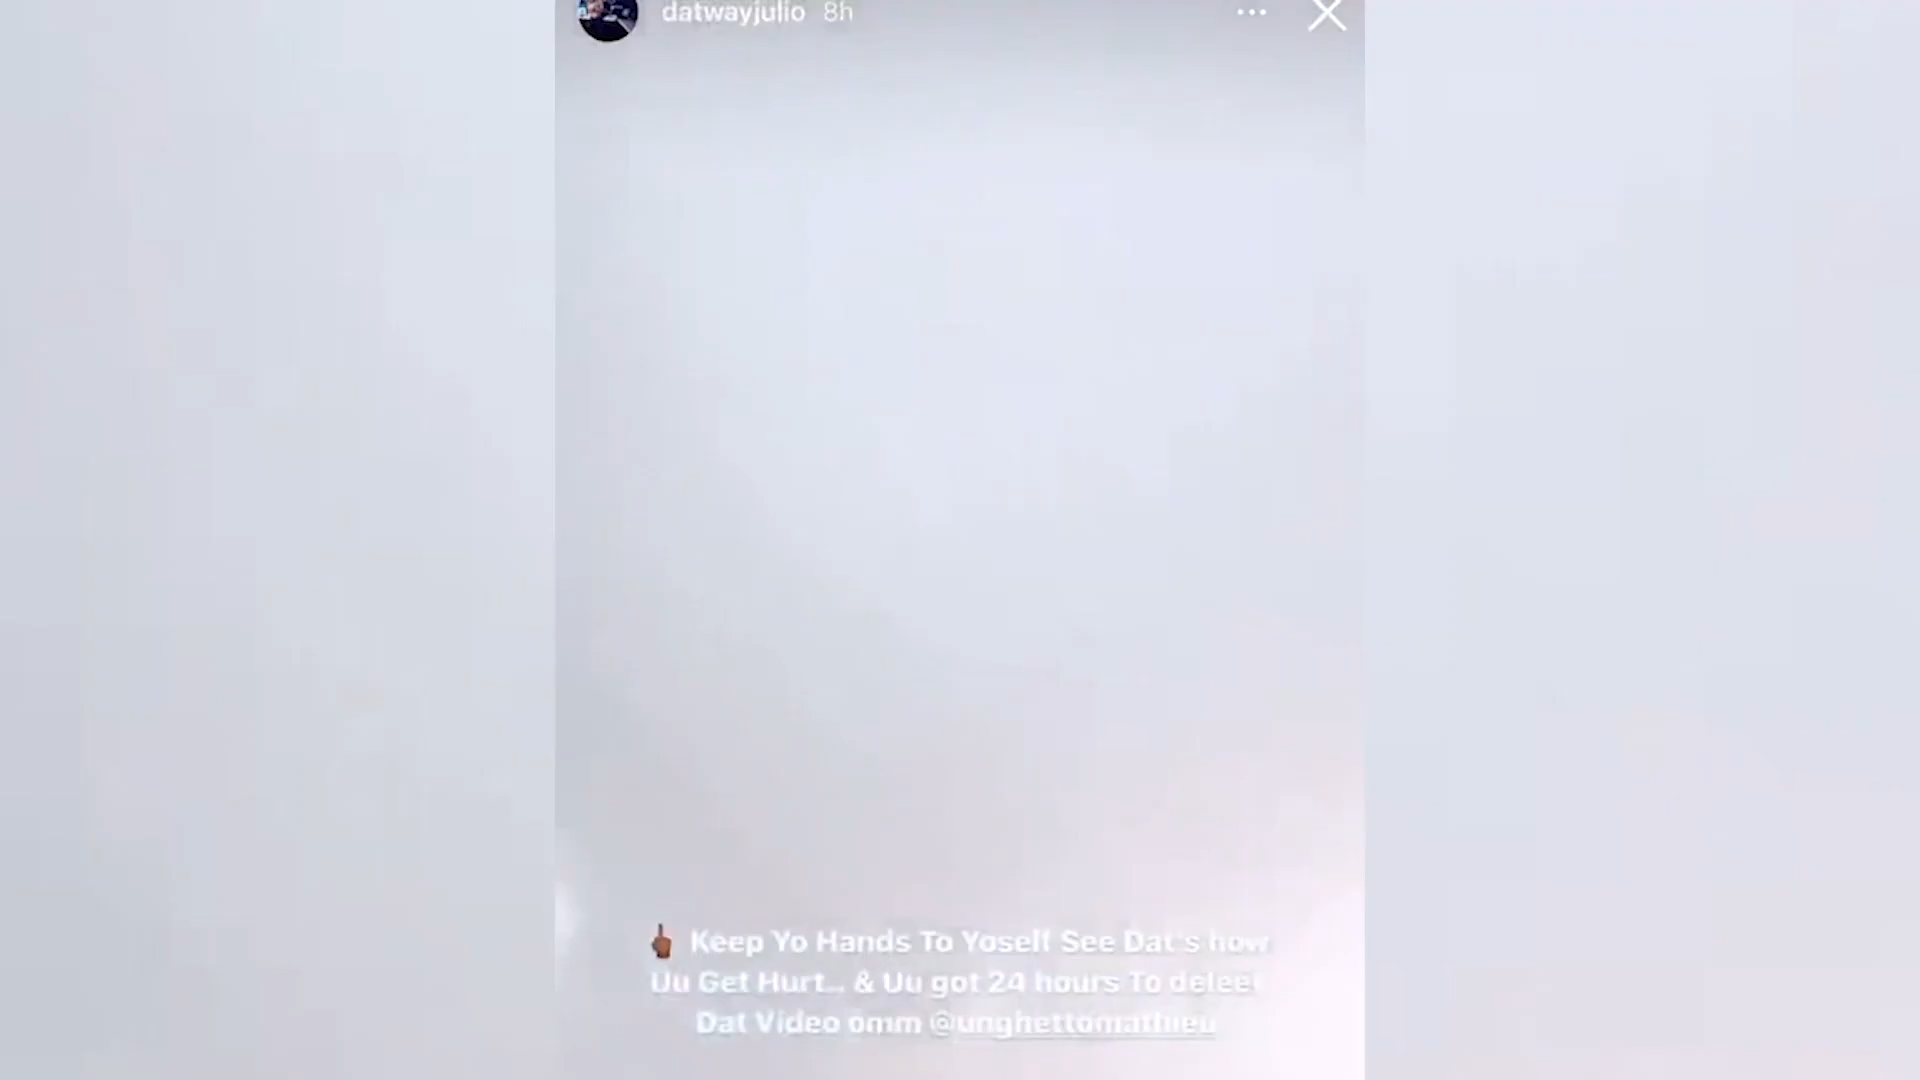 datwayjulio 8h
🖕🏾 Keep Yo Hands To Yoself See Dat's how
Uu Get Hurt... & Uu got 24 hours To deleet
Dat Video omm @unghettomathieu